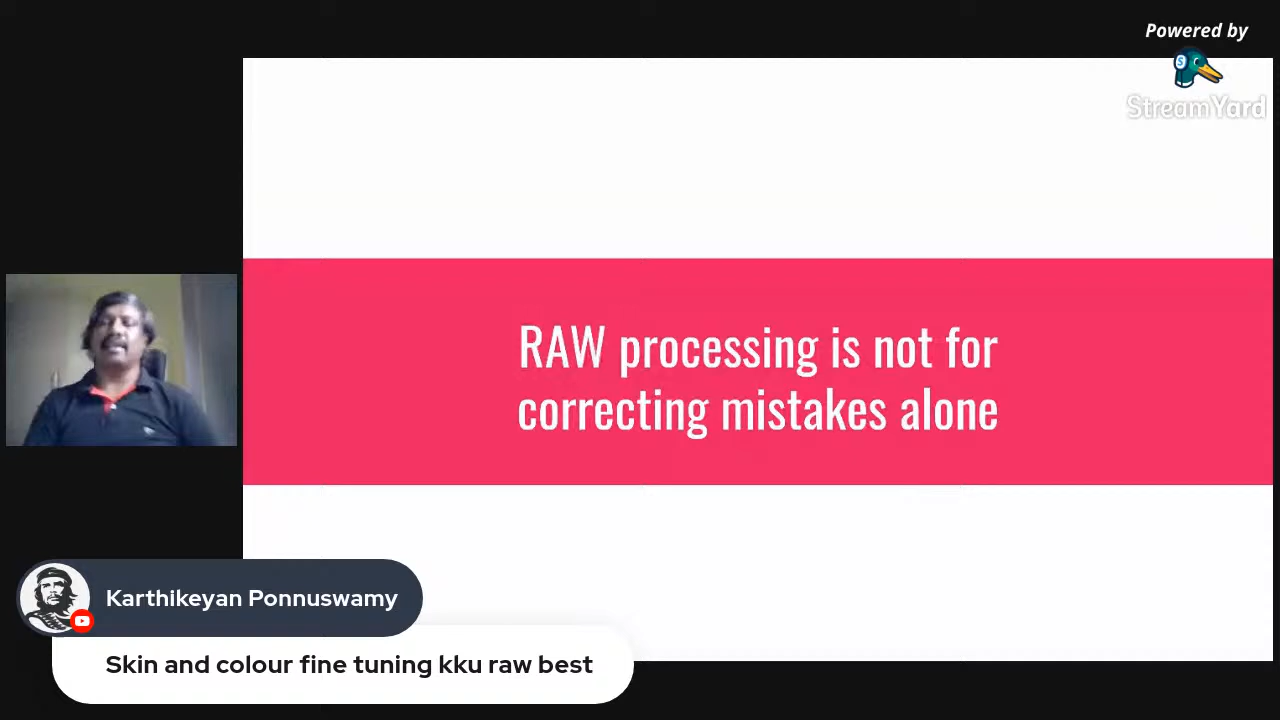 Powered by
StreamYard
RAW processing is not for
correcting mistakes alone
Karthikeyan Ponnuswamy
Skin and colour fine tuning kku raw best